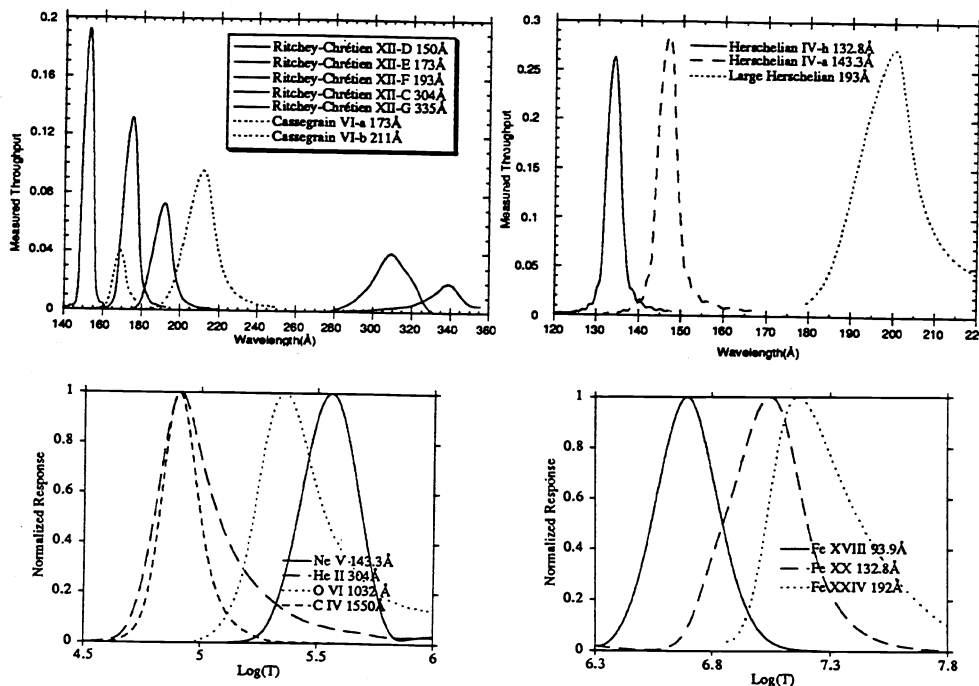 0.2
0.16
0.12
0.08
0.04
0
Measured Throughput
Ritchey-Chrétien XII-D 150Å
Ritchey-Chrétien XII-E 173Å
Ritchey-Chrétien XII-F 193Å
Ritchey-Chrétien XII-C 304Å
Ritchey-Chrétien XII-G 335Å
Cassegrain VI-a 173Å
Cassegrain VI-b 211Å
140 160 180 200 220 240 260 280 300 320 340 360
Wavelength(Å)
0.3
0.25
0.2
0.15
0.1
0.05
0
Measured Throughput
Herschelian IV-h 132.8Å
Herschelian IV-a 143.3Å
Large Herschelian 193Å
120 130 140 150 160 170 180 190 200 210 220
Wavelength(Å)
1
0.8
0.6
0.4
0.2
0
Normalized Response
Ne V 143.3Å
He II 304Å
O VI 1032 Å
C IV 1550Å
4.5 5 5.5 6
Log(T)
1
0.8
0.6
0.4
0.2
0
Normalized Response
Fe XVIII 93.9Å
Fe XX 132.8Å
Fe XXIV 192Å
6.3 6.8 7.3 7.8
Log(T)